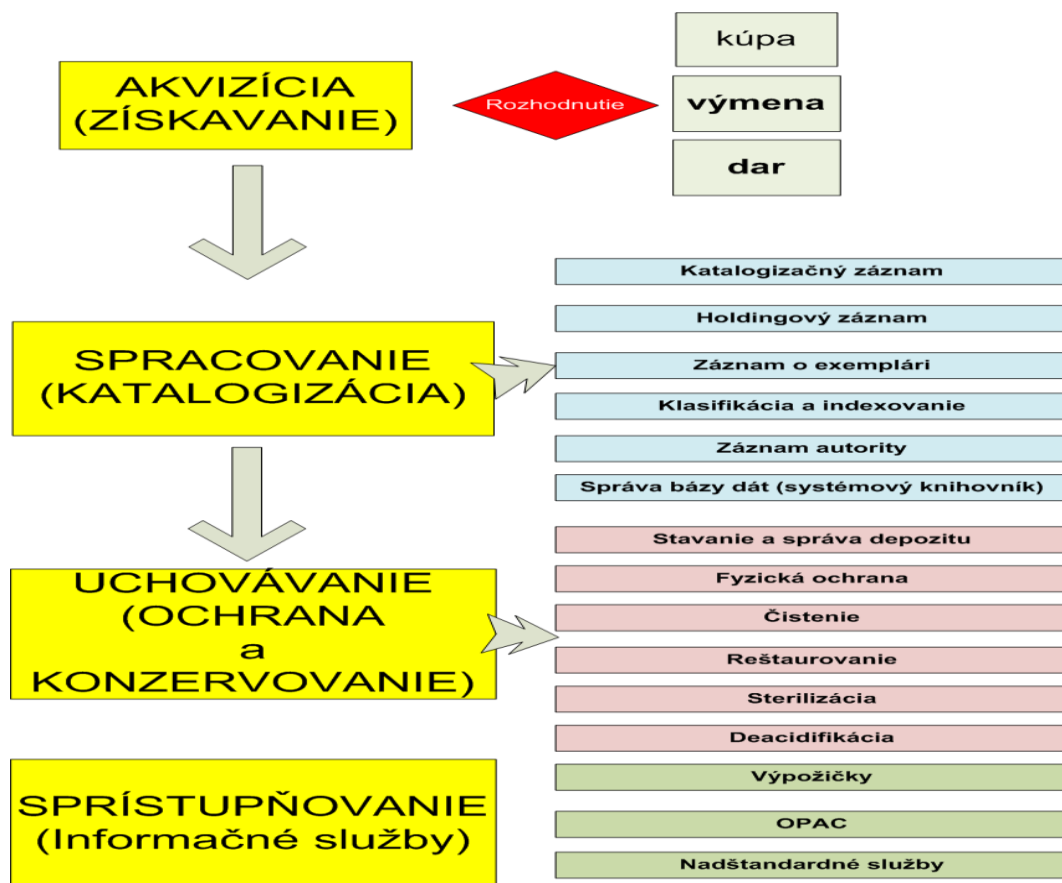 AKVIZÍCIA
(ZÍSKAVANIE)
Rozhodnutie
kúpa
výmena
dar
SPRACOVANIE
(KATALOGIZÁCIA)
Katalogizačný záznam
Holdingový záznam
Záznam o exemplári
Klasifikácia a indexovanie
Záznam autority
Správa bázy dát (systémový knihovník)
UCHOVÁVANIE
(OCHRANA
a
KONZERVOVANIE)
Stavanie a správa depozitu
Fyzická ochrana
Čistenie
Reštaurovanie
Sterilizácia
Deacidifikácia
SPRÍSTUPŇOVANIE
(Informačné služby)
Výpožičky
OPAC
Nadštandardné služby